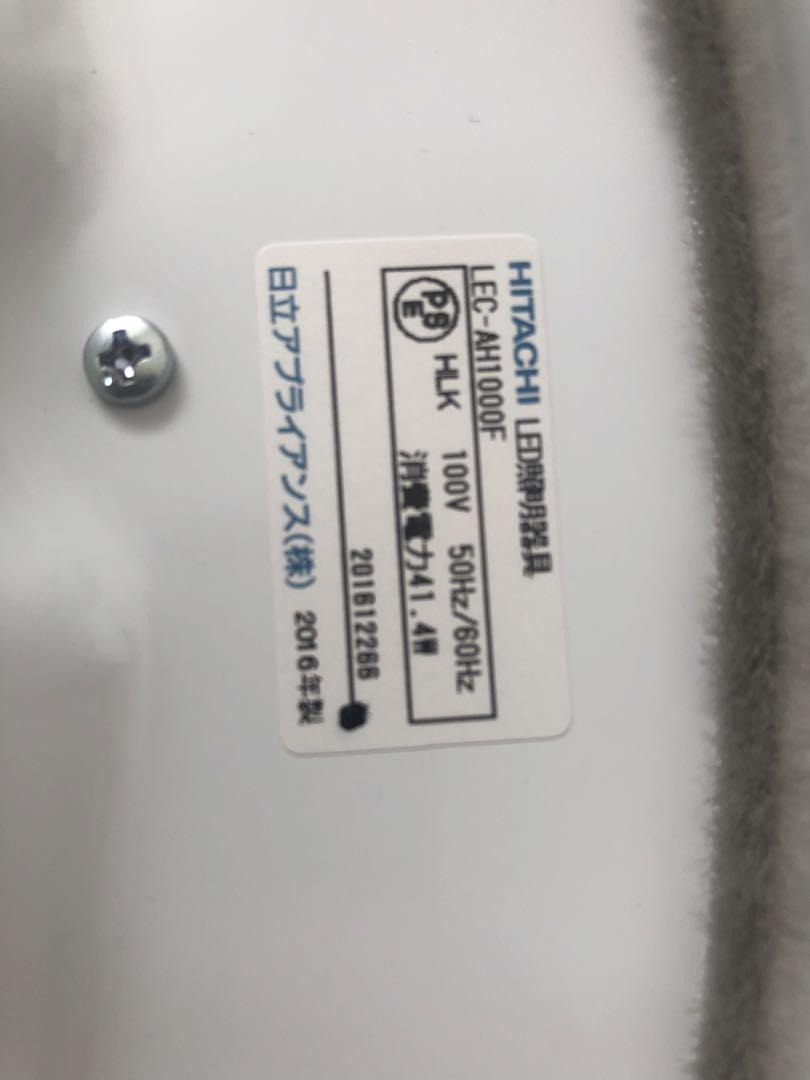 HITACHI LED照明器具
LEC-AH1000F
PS
E
HLK 100V 50Hz/60Hz
消費電力41.4W
201612266
日立アプライアンス(株) 2016年製